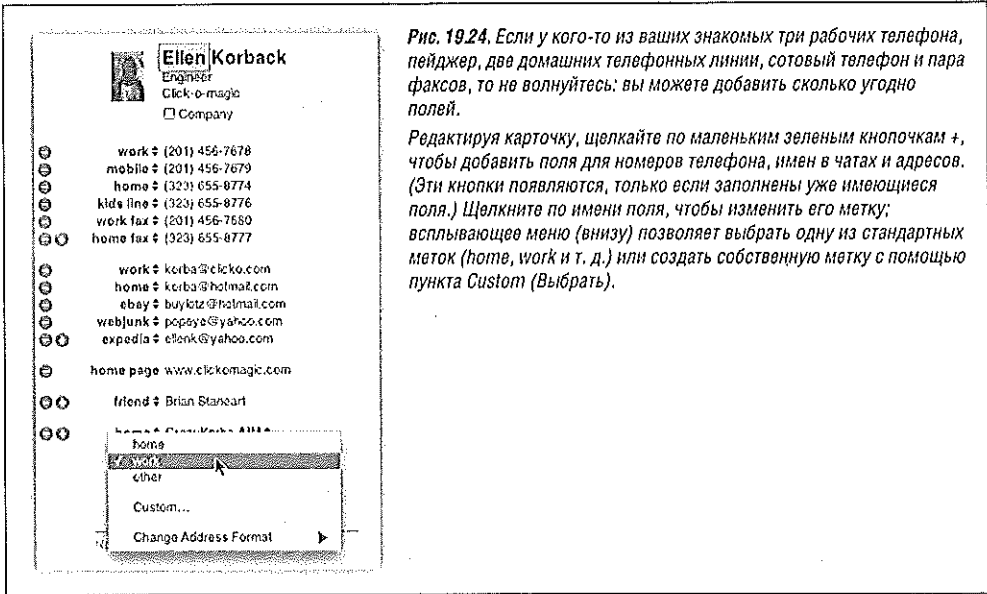 Ellen Korback
Engineer
Click-o-magic
Company
work (201) 456-7678
mobile (201) 456-7679
home (323) 655-8774
kids line (323) 655-8776
work fax (201) 456-7680
home fax (323) 655-8777
work korba@clicko.com
home korba@hotmail.com
ebay buylotz@hotmail.com
webjunk popeye@yahoo.com
expedia ellenk@yahoo.com
home page www.clickomagic.com
friend Brian Staneart
home
work
other
Custom...
Change Address Format
Рис. 19.24. Если у кого-то из ваших знакомых три рабочих телефона,
пейджер, две домашних телефонных линии, сотовый телефон и пара
факсов, то не волнуйтесь: вы можете добавить сколько угодно
полей.
Редактируя карточку, щелкайте по маленьким зеленым кнопочкам +,
чтобы добавить поля для номеров телефона, имен в чатах и адресов.
(Эти кнопки появляются, только если заполнены уже имеющиеся
поля.) Щелкните по имени поля, чтобы изменить его метку;
всплывающее меню (внизу) позволяет выбрать одну из стандартных
меток (home, work и т. д.) или создать собственную метку с помощью
пункта Custom (Выбрать).